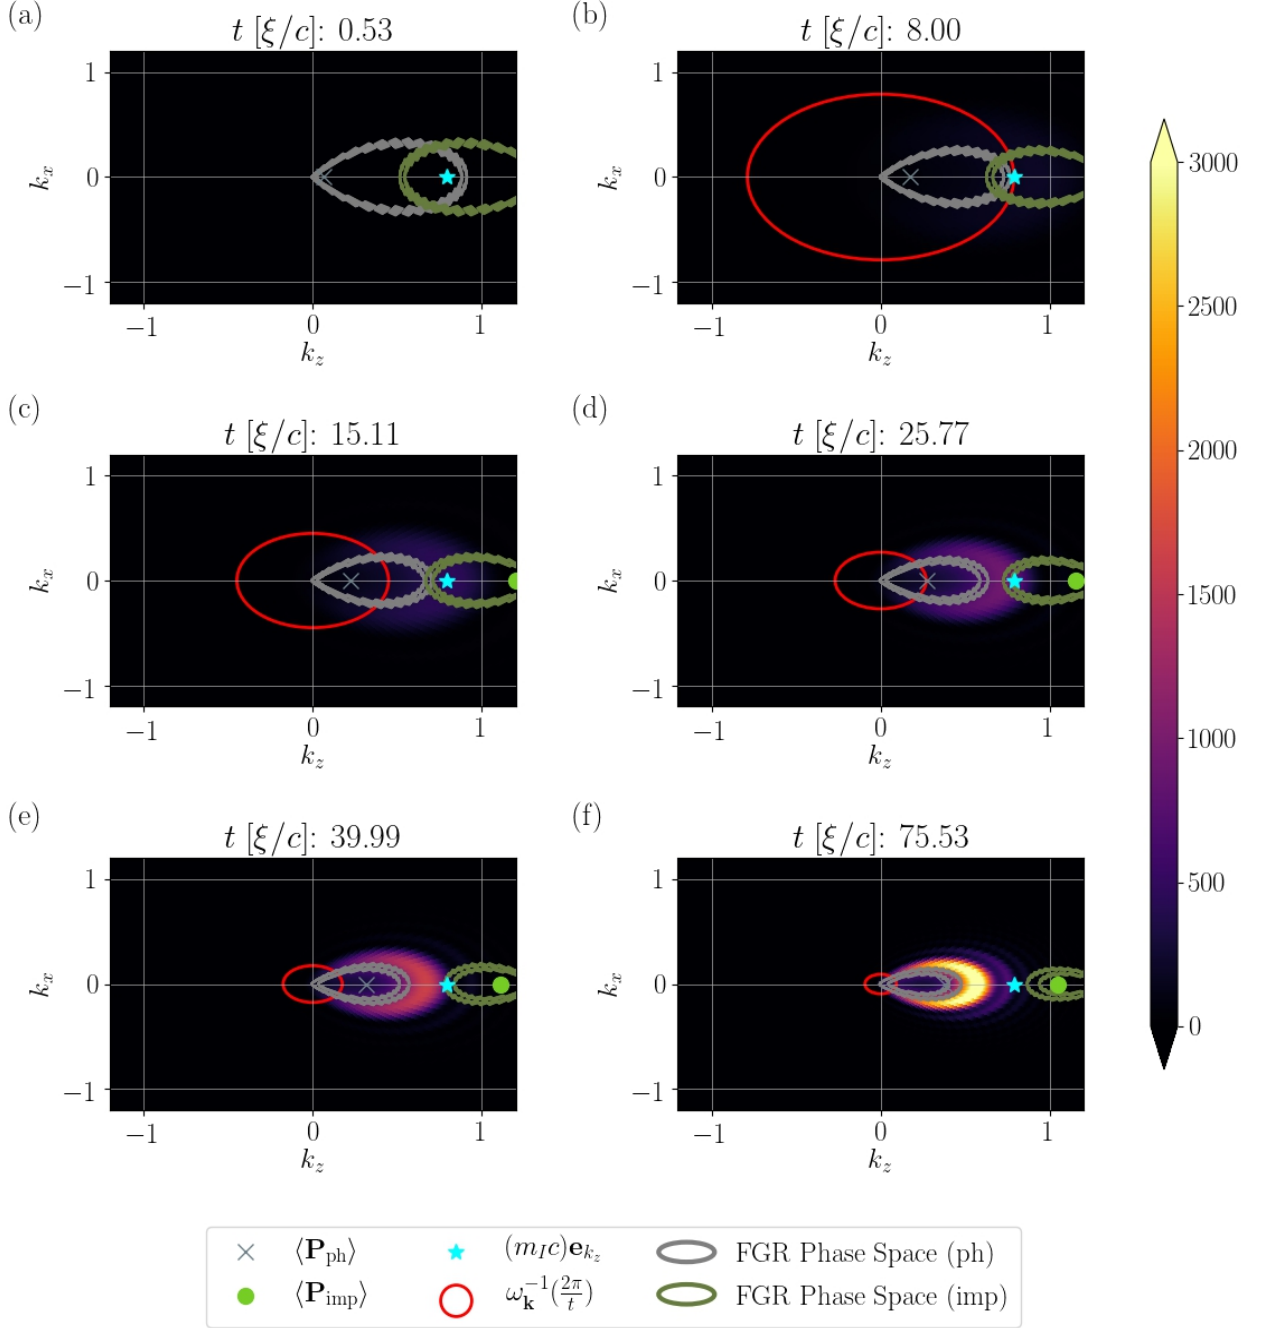 (a)
t [ξ/c]: 0.53
(b)
t [ξ/c]: 8.00
1
0
−1
k_x
−1 0 1
k_z
1
0
−1
k_x
−1 0 1
k_z
(c)
t [ξ/c]: 15.11
(d)
t [ξ/c]: 25.77
1
0
−1
k_x
−1 0 1
k_z
1
0
−1
k_x
−1 0 1
k_z
(e)
t [ξ/c]: 39.99
(f)
t [ξ/c]: 75.53
1
0
−1
k_x
−1 0 1
k_z
1
0
−1
k_x
−1 0 1
k_z
3000
2500
2000
1500
1000
500
0
⟨P_ph⟩ (m_I c)e_{k_z} FGR Phase Space (ph)
⟨P_imp⟩ ω_k^{-1}(2π/t) FGR Phase Space (imp)